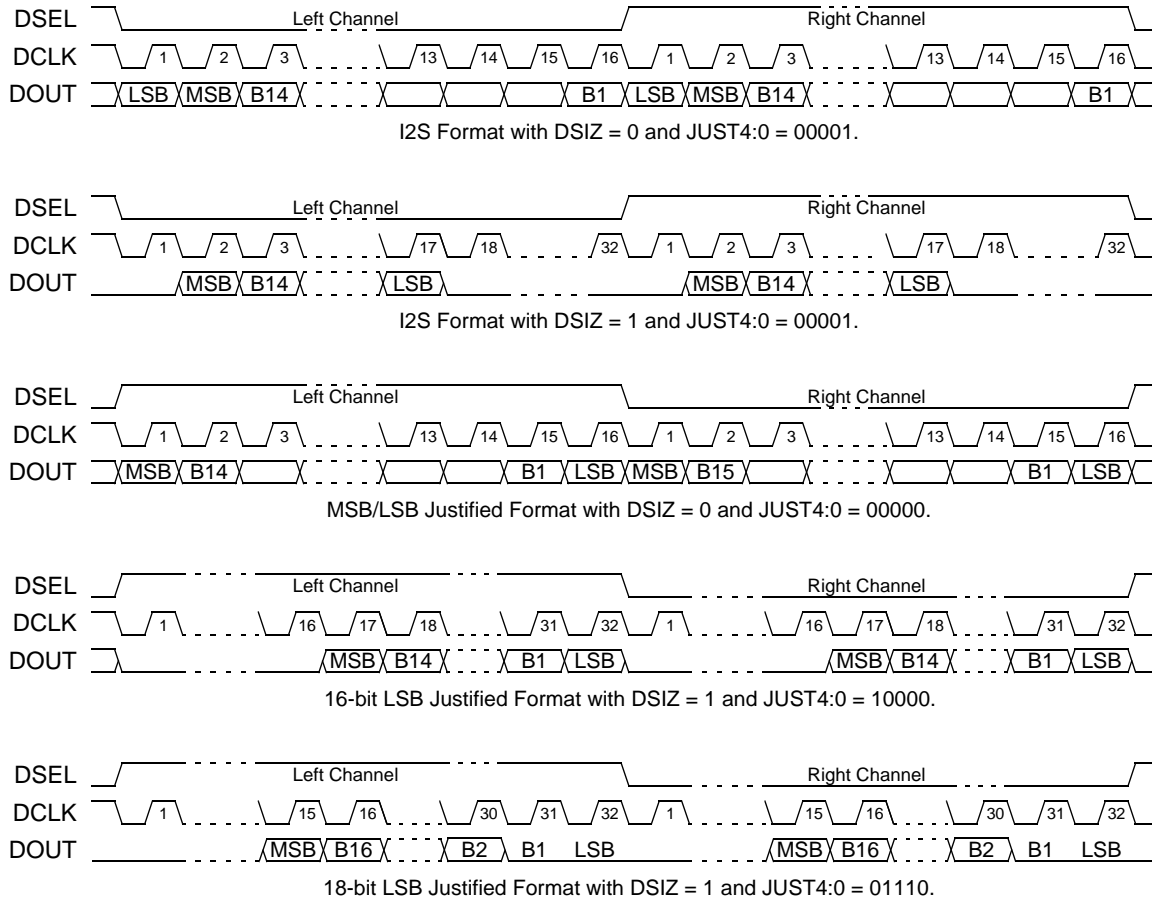 DSEL Left Channel Right Channel
DCLK 1 2 3 13 14 15 16 1 2 3 13 14 15 16
DOUT LSB MSB B14 B1 LSB MSB B14 B1
I2S Format with DSIZ = 0 and JUST4:0 = 00001.
DSEL Left Channel Right Channel
DCLK 1 2 3 17 18 32 1 2 3 17 18 32
DOUT MSB B14 LSB MSB B14 LSB
I2S Format with DSIZ = 1 and JUST4:0 = 00001.
DSEL Left Channel Right Channel
DCLK 1 2 3 13 14 15 16 1 2 3 13 14 15 16
DOUT MSB B14 B1 LSB MSB B15 B1 LSB
MSB/LSB Justified Format with DSIZ = 0 and JUST4:0 = 00000.
DSEL Left Channel Right Channel
DCLK 1 16 17 18 31 32 1 16 17 18 31 32
DOUT MSB B14 B1 LSB MSB B14 B1 LSB
16-bit LSB Justified Format with DSIZ = 1 and JUST4:0 = 10000.
DSEL Left Channel Right Channel
DCLK 1 15 16 30 31 32 1 15 16 30 31 32
DOUT MSB B16 B2 B1 LSB MSB B16 B2 B1 LSB
18-bit LSB Justified Format with DSIZ = 1 and JUST4:0 = 01110.